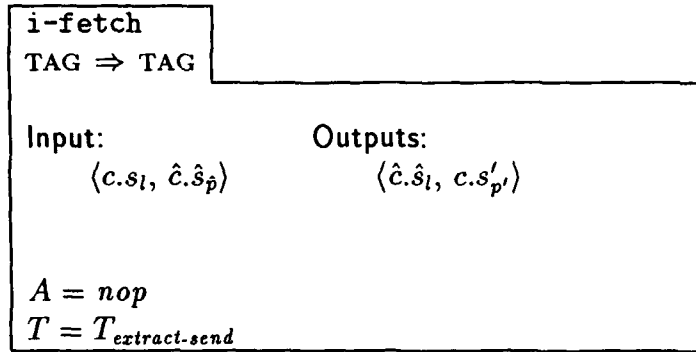 i-fetch
TAG ⇒ TAG
Input: Outputs:
⟨c.s_l, ĉ.ŝ_p̂⟩ ⟨ĉ.ŝ_l, c.s′_p′⟩
A = nop
T = T_extract-send